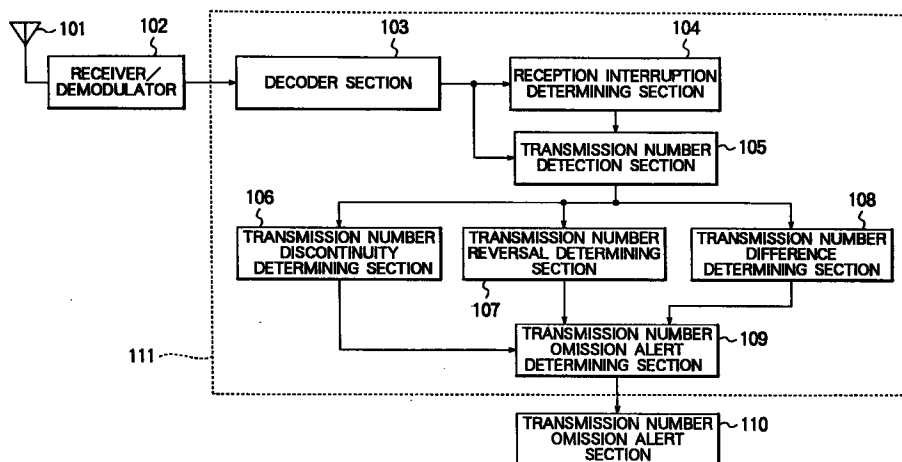 101
102
RECEIVER/
DEMODULATOR
103
DECODER SECTION
104
RECEPTION INTERRUPTION
DETERMINING SECTION
TRANSMISSION NUMBER
DETECTION SECTION
105
106
TRANSMISSION NUMBER
DISCONTINUITY
DETERMINING SECTION
TRANSMISSION NUMBER
REVERSAL DETERMINING
SECTION
107
108
TRANSMISSION NUMBER
DIFFERENCE
DETERMINING SECTION
111
TRANSMISSION NUMBER
OMISSION ALERT
DETERMINING SECTION
109
TRANSMISSION NUMBER
OMISSION ALERT
SECTION
110